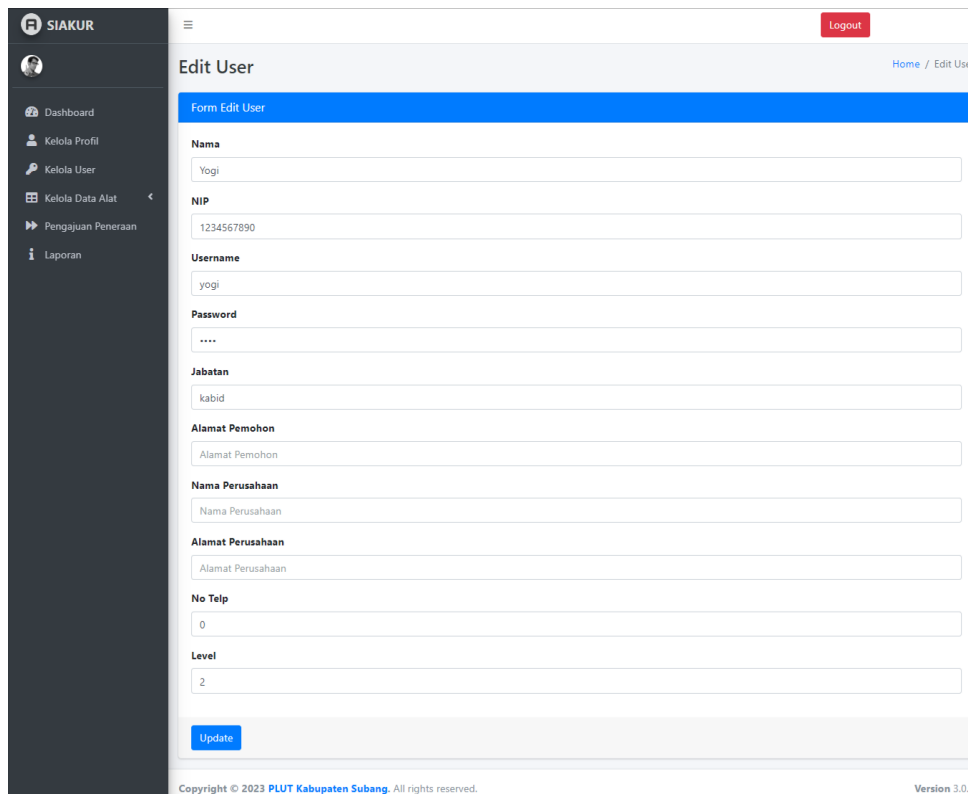 SIAKUR
Logout
Edit User
Home / Edit Use
Dashboard
Kelola Profil
Kelola User
Kelola Data Alat
Pengajuan Peneraan
Laporan
Form Edit User
Nama
Yogi
NIP
1234567890
Username
yogi
Password
••••
Jabatan
kabid
Alamat Pemohon
Alamat Pemohon
Nama Perusahaan
Nama Perusahaan
Alamat Perusahaan
Alamat Perusahaan
No Telp
0
Level
2
Update
Copyright © 2023 PLUT Kabupaten Subang. All rights reserved.
Version 3.0.